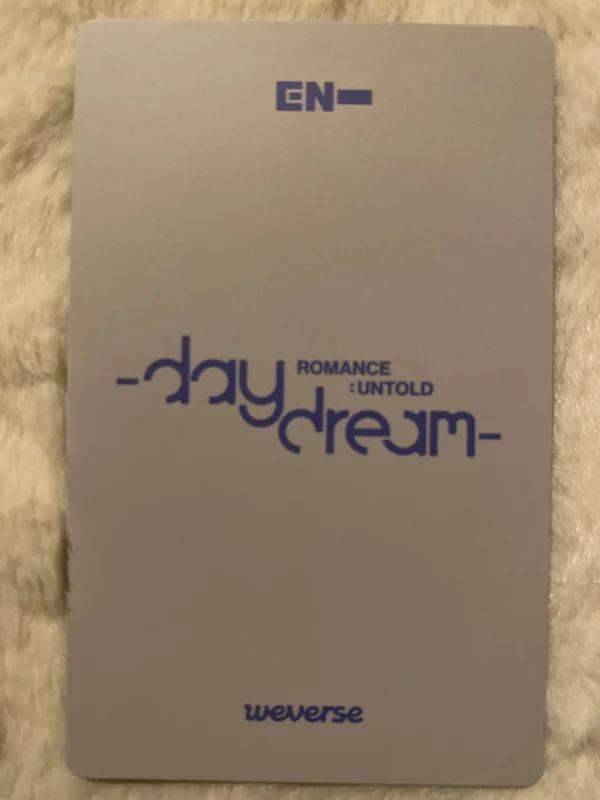 EN-
-day
ROMANCE
: UNTOLD
dream-
weverse